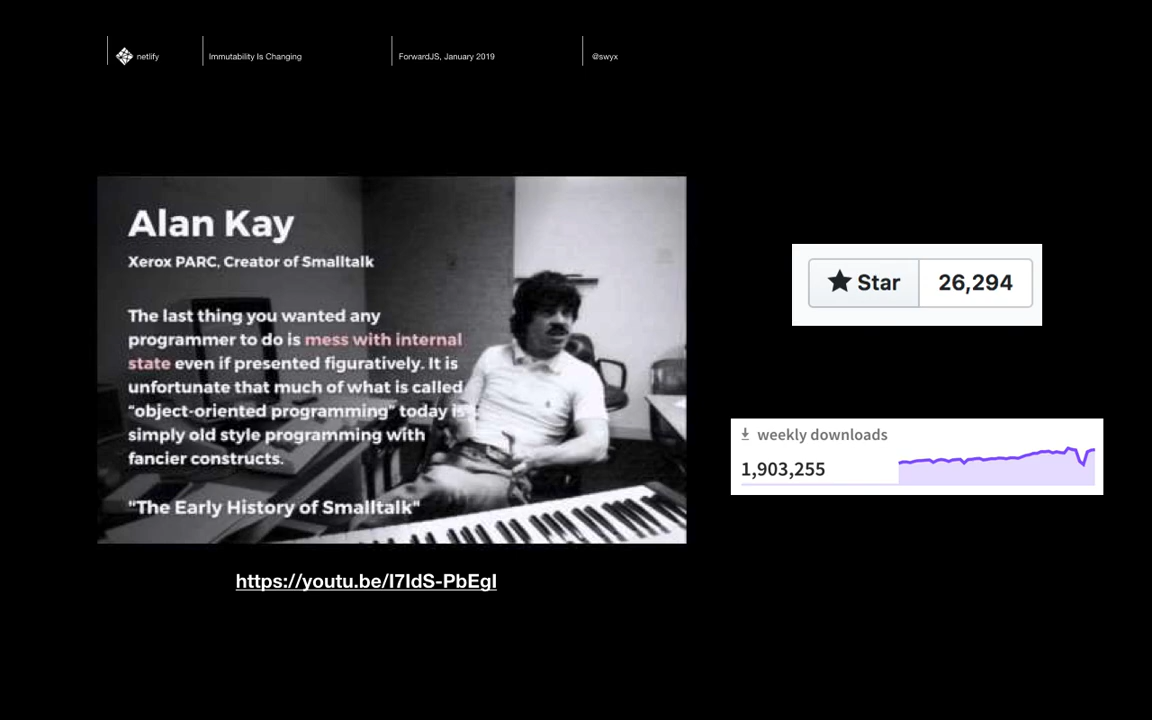 netlify
Immutability Is Changing
ForwardJS, January 2019
@swyx
Alan Kay
Xerox PARC, Creator of Smalltalk
The last thing you wanted any
programmer to do is mess with internal
state even if presented figuratively. It is
unfortunate that much of what is called
“object-oriented programming” today is
simply old style programming with
fancier constructs.
"The Early History of Smalltalk"
https://youtu.be/I7IdS-PbEgI
Star 26,294
weekly downloads
1,903,255